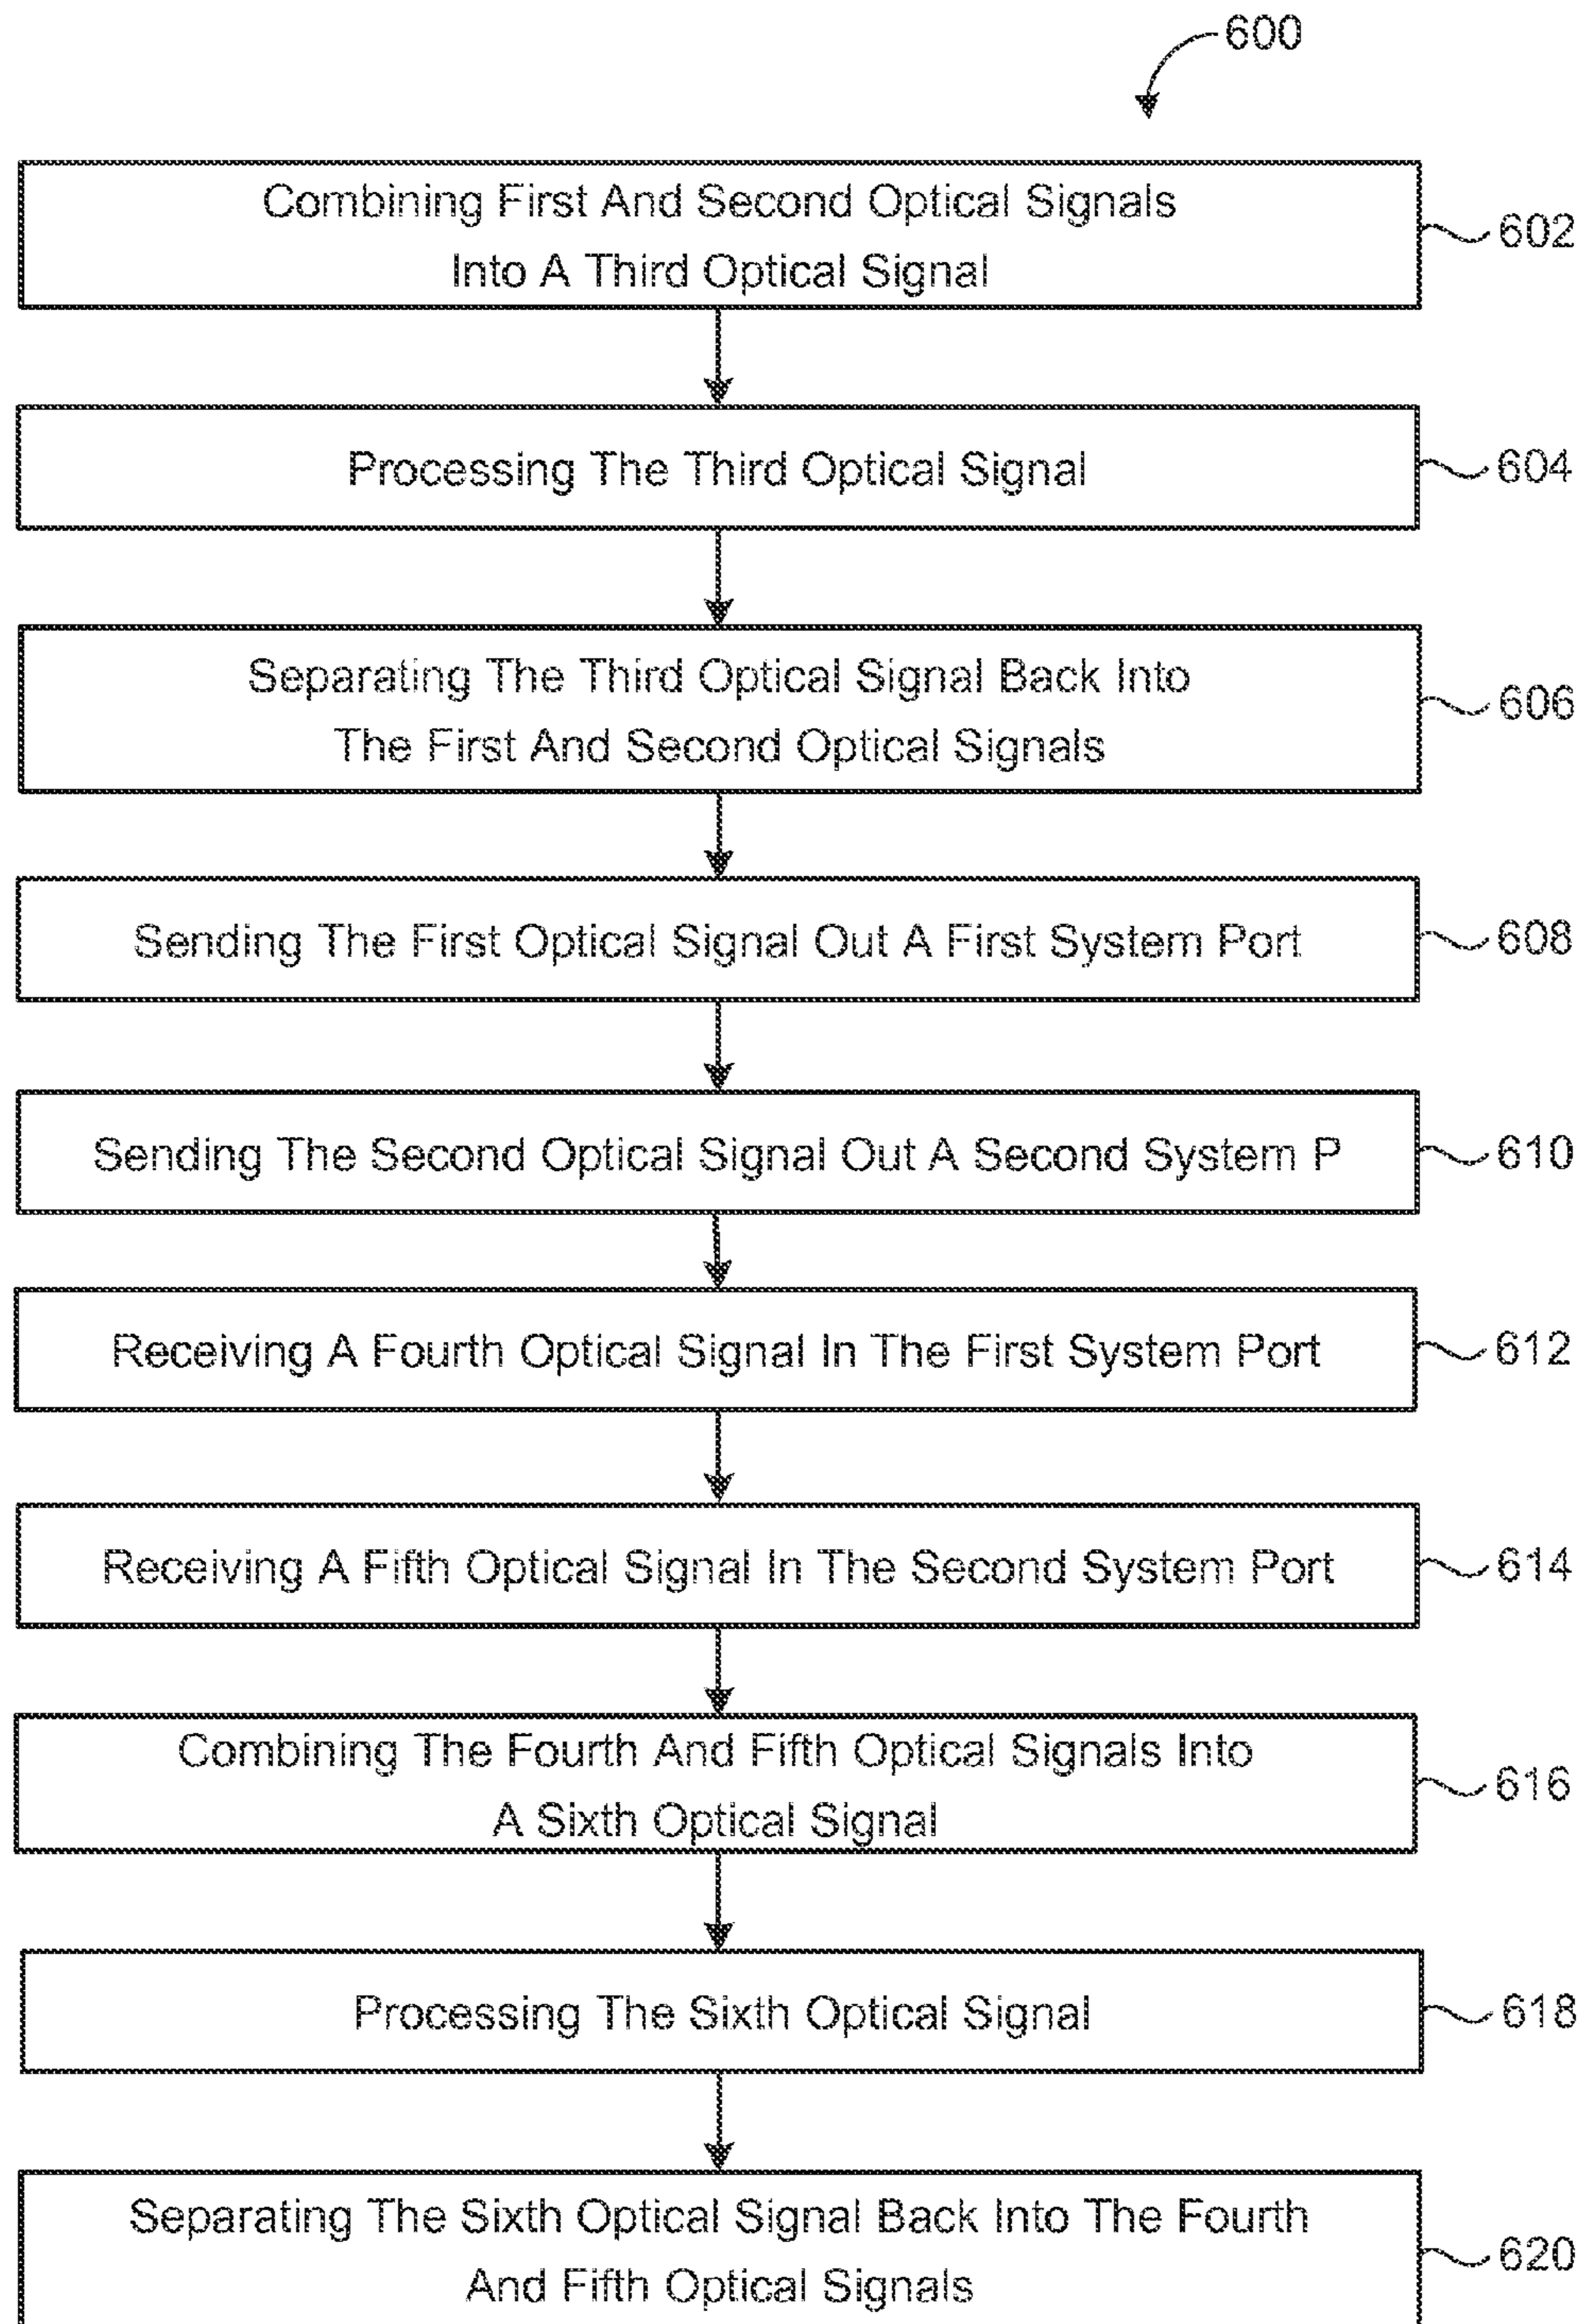 600
Combining First And Second Optical Signals
Into A Third Optical Signal
602
Processing The Third Optical Signal
604
Separating The Third Optical Signal Back Into
The First And Second Optical Signals
606
Sending The First Optical Signal Out A First System Port
608
Sending The Second Optical Signal Out A Second System P
610
Receiving A Fourth Optical Signal In The First System Port
612
Receiving A Fifth Optical Signal In The Second System Port
614
Combining The Fourth And Fifth Optical Signals Into
A Sixth Optical Signal
616
Processing The Sixth Optical Signal
618
Separating The Sixth Optical Signal Back Into The Fourth
And Fifth Optical Signals
620